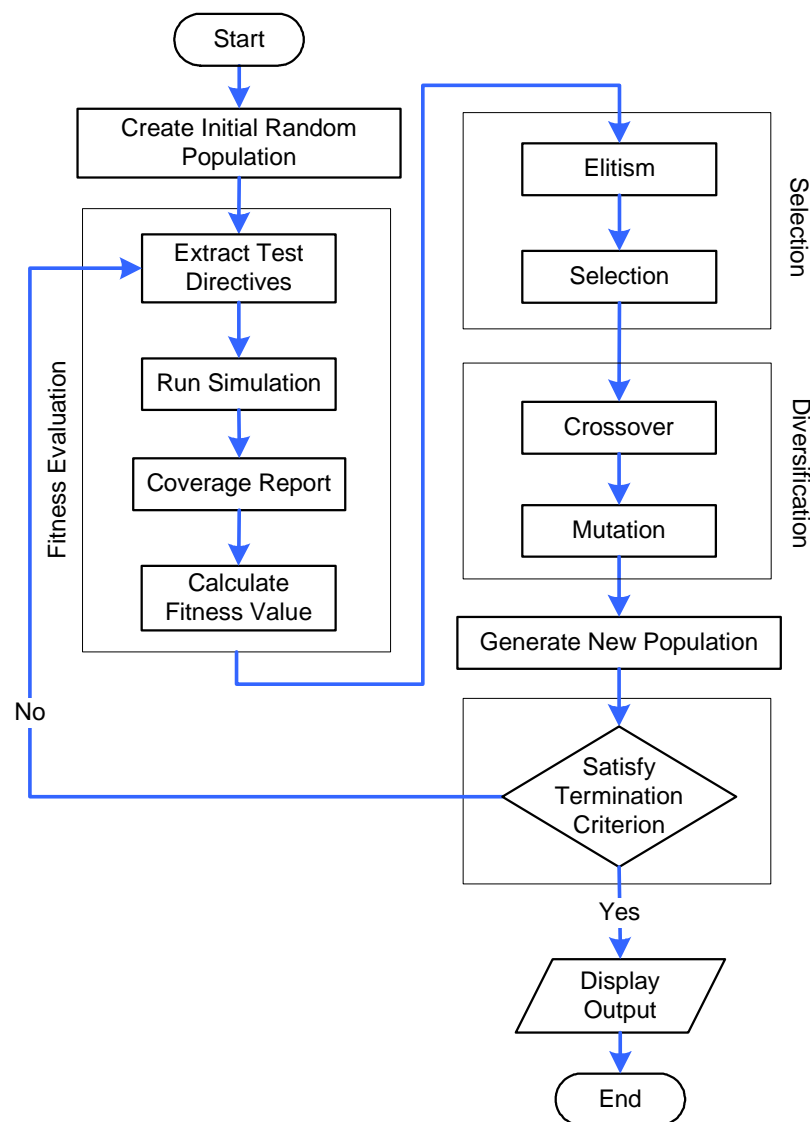 Start
Create Initial Random
Population
Fitness Evaluation
Extract Test
Directives
Run Simulation
Coverage Report
Calculate
Fitness Value
Selection
Elitism
Selection
Diversification
Crossover
Mutation
Generate New Population
Satisfy
Termination
Criterion
No
Yes
Display
Output
End